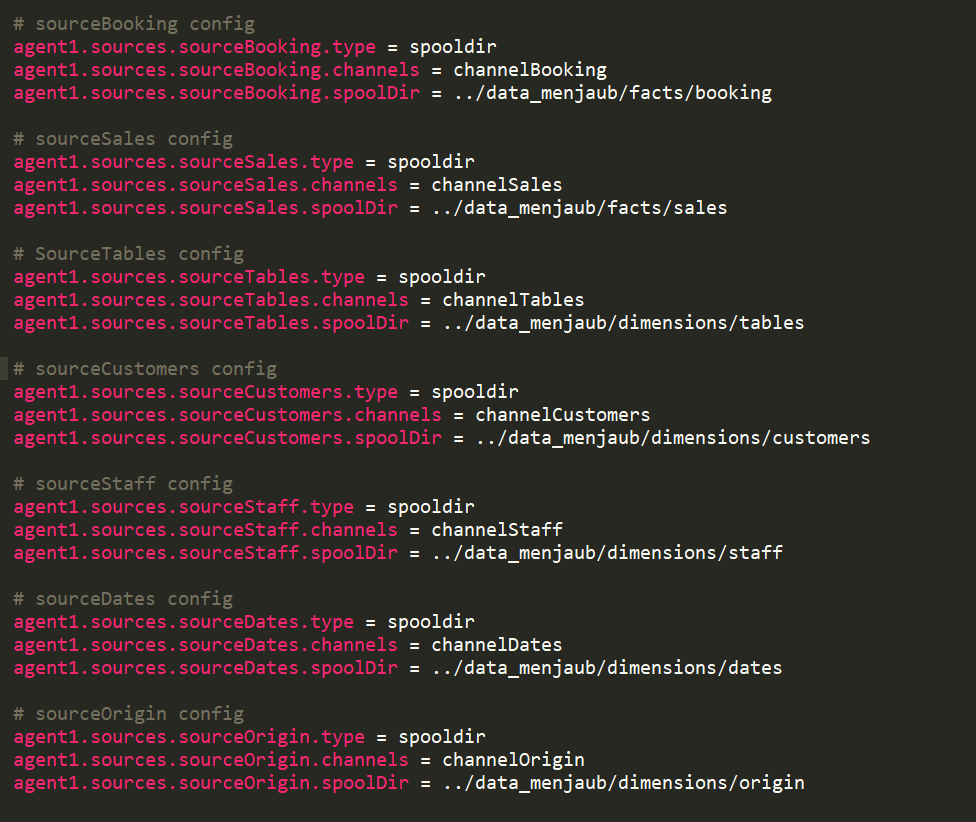 # sourceBooking config
agent1.sources.sourceBooking.type = spooldir
agent1.sources.sourceBooking.channels = channelBooking
agent1.sources.sourceBooking.spoolDir = ../data_menjaub/facts/booking

# sourceSales config
agent1.sources.sourceSales.type = spooldir
agent1.sources.sourceSales.channels = channelSales
agent1.sources.sourceSales.spoolDir = ../data_menjaub/facts/sales

# SourceTables config
agent1.sources.sourceTables.type = spooldir
agent1.sources.sourceTables.channels = channelTables
agent1.sources.sourceTables.spoolDir = ../data_menjaub/dimensions/tables

# sourceCustomers config
agent1.sources.sourceCustomers.type = spooldir
agent1.sources.sourceCustomers.channels = channelCustomers
agent1.sources.sourceCustomers.spoolDir = ../data_menjaub/dimensions/customers

# sourceStaff config
agent1.sources.sourceStaff.type = spooldir
agent1.sources.sourceStaff.channels = channelStaff
agent1.sources.sourceStaff.spoolDir = ../data_menjaub/dimensions/staff

# sourceDates config
agent1.sources.sourceDates.type = spooldir
agent1.sources.sourceDates.channels = channelDates
agent1.sources.sourceDates.spoolDir = ../data_menjaub/dimensions/dates

# sourceOrigin config
agent1.sources.sourceOrigin.type = spooldir
agent1.sources.sourceOrigin.channels = channelOrigin
agent1.sources.sourceOrigin.spoolDir = ../data_menjaub/dimensions/origin